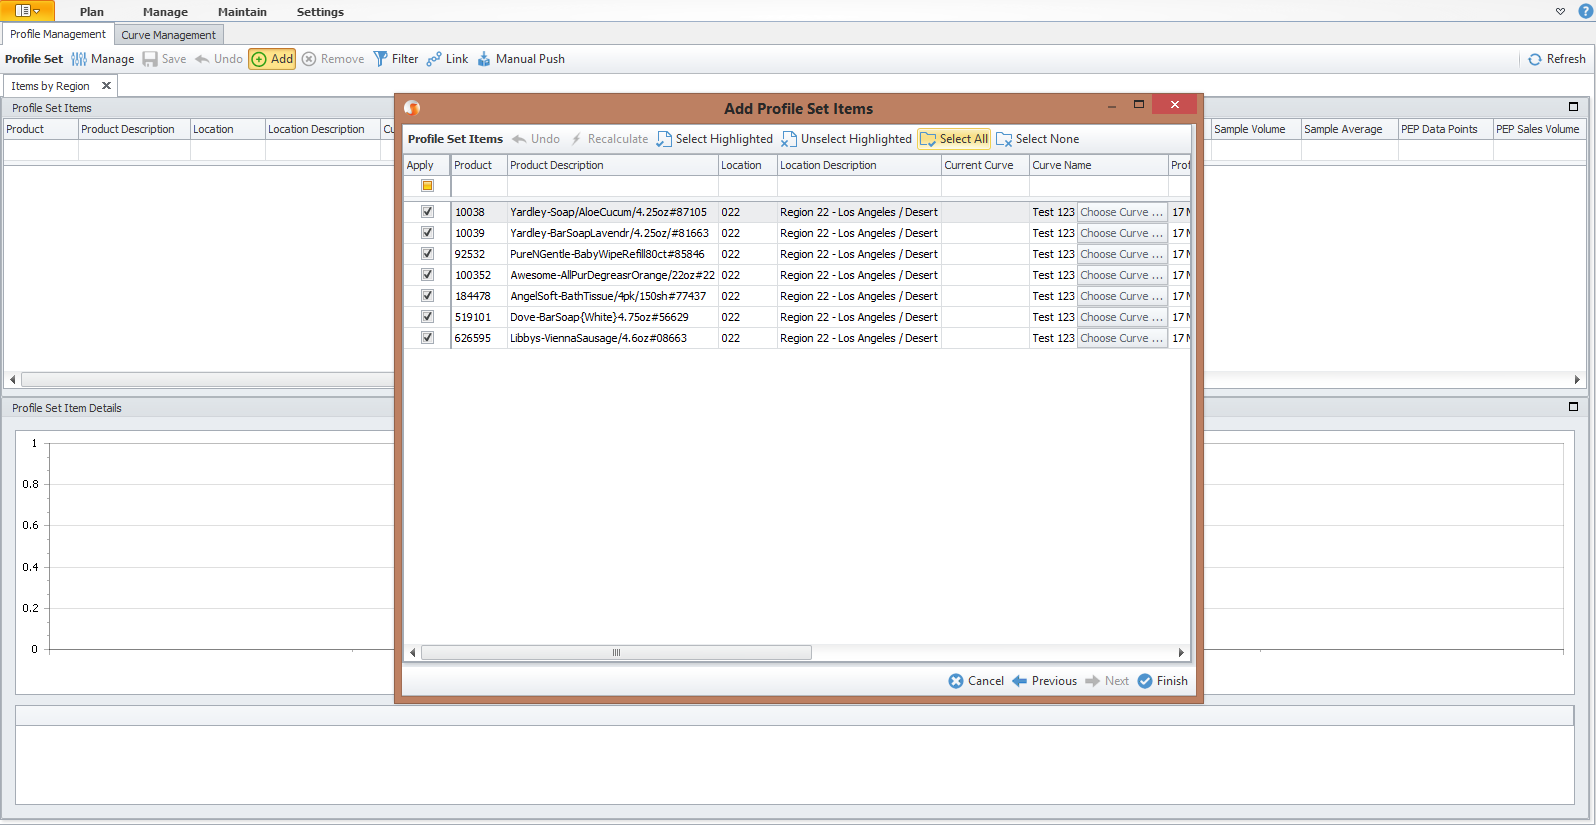 Plan Manage Maintain Settings
Profile Management Curve Management
Profile Set Manage Save Undo Add Remove Filter Link Manual Push Refresh
Items by Region
Profile Set Items
Product Product Description Location Location Description Sample Volume Sample Average PEP Data Points PEP Sales Volume
Add Profile Set Items
Profile Set Items Undo Recalculate Select Highlighted Unselect Highlighted Select All Select None
Apply Product Product Description Location Location Description Current Curve Curve Name
10038 Yardley-Soap/AloeCucum/4.25oz#87105 022 Region 22 - Los Angeles / Desert Test 123 Choose Curve ... 17
10039 Yardley-BarSoapLavendr/4.25oz/#81663 022 Region 22 - Los Angeles / Desert Test 123 Choose Curve ... 17
92532 PureNGentle-BabyWipeRefill80ct#85846 022 Region 22 - Los Angeles / Desert Test 123 Choose Curve ... 17
100352 Awesome-AllPurDegreasrOrange/22oz#22 022 Region 22 - Los Angeles / Desert Test 123 Choose Curve ... 17
184478 AngelSoft-BathTissue/4pk/150sh#77437 022 Region 22 - Los Angeles / Desert Test 123 Choose Curve ... 17
519101 Dove-BarSoap{White}4.75oz#56629 022 Region 22 - Los Angeles / Desert Test 123 Choose Curve ... 17
626595 Libbys-ViennaSausage/4.6oz#08663 022 Region 22 - Los Angeles / Desert Test 123 Choose Curve ... 17
Cancel Previous Next Finish
Profile Set Item Details
1
0.8
0.6
0.4
0.2
0